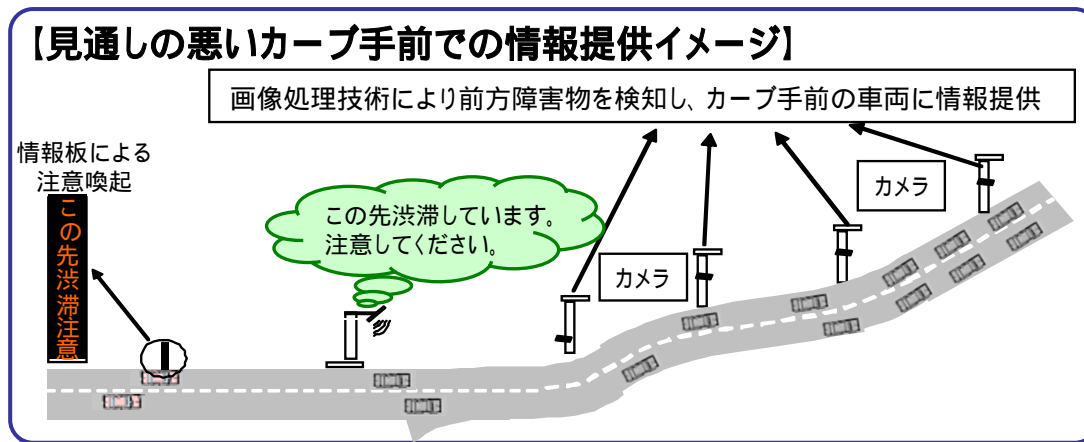 【見通しの悪いカーブ手前での情報提供イメージ】
画像処理技術により前方障害物を検知し、カーブ手前の車両に情報提供
情報板による
注意喚起
この先渋滞注意
この先渋滞しています。
注意してください。
カメラ
カメラ